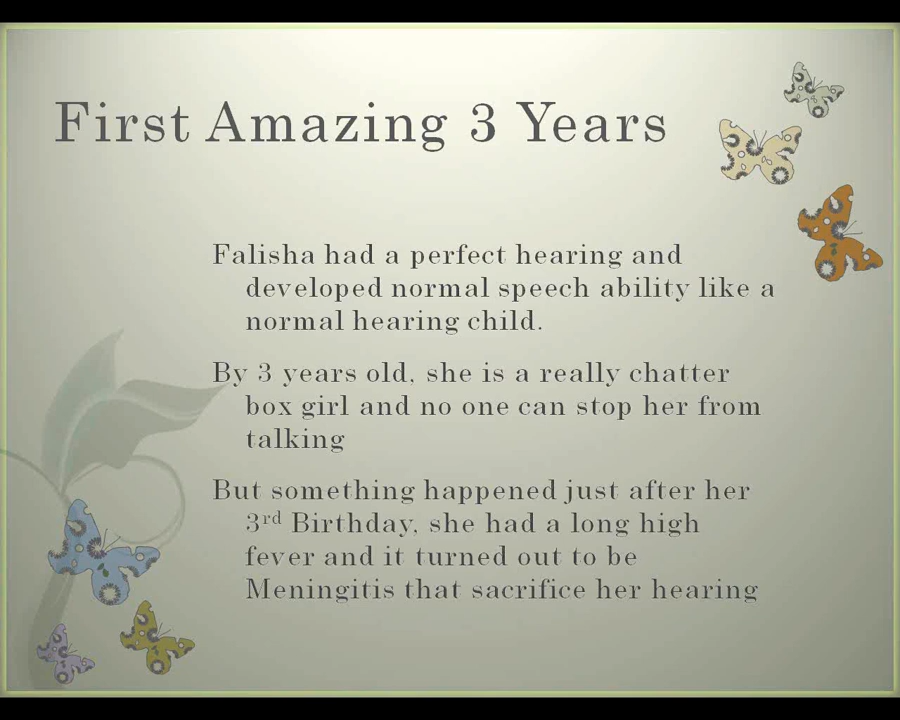 First Amazing 3 Years
Falisha had a perfect hearing and
developed normal speech ability like a
normal hearing child.
By 3 years old, she is a really chatter
box girl and no one can stop her from
talking
But something happened just after her
3rd Birthday, she had a long high
fever and it turned out to be
Meningitis that sacrifice her hearing